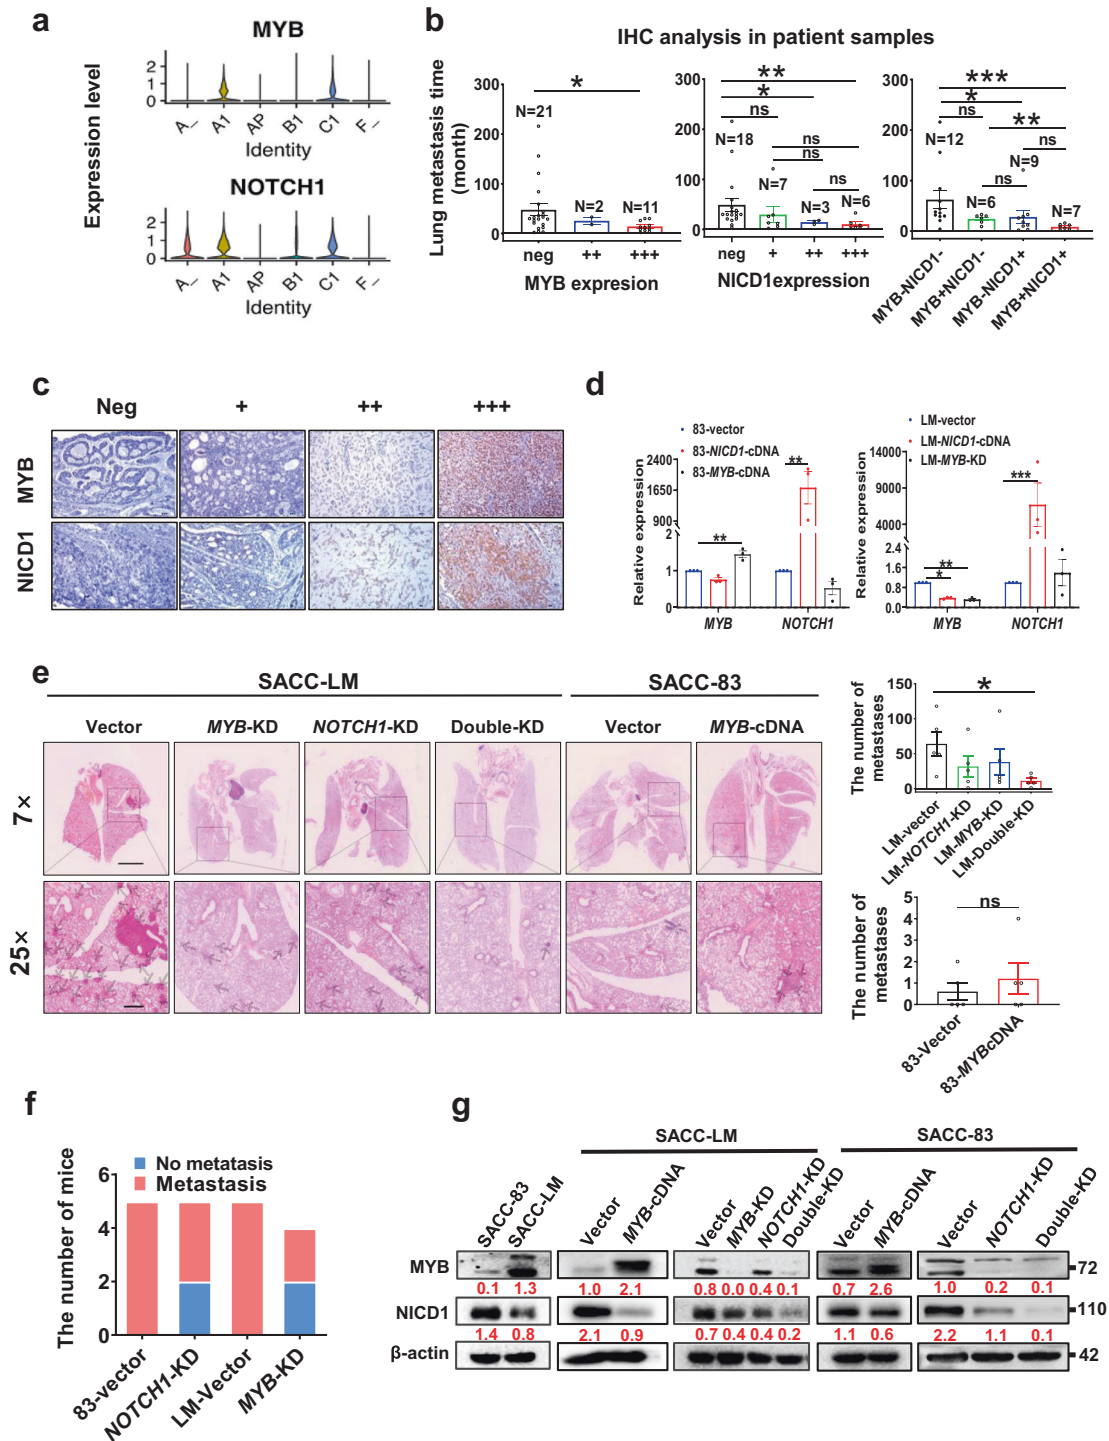 a
MYB
Expression level
2
1
0
A_ A1 AP B1 C1 F_
Identity
NOTCH1
2
1
0
A_ A1 AP B1 C1 F_
Identity
b
IHC analysis in patient samples
Lung metastasis time
(month)
300
200
100
0
*
N=21
N=2
N=11
neg ++ +++
MYB expresion
300
200
100
0
**
*
ns
N=18
ns
ns
N=7
ns
N=3
N=6
neg + ++ +++
NICD1expression
300
200
100
0
***
*
ns
**
N=12
ns
N=9
ns
N=6
N=7
MYB-NICD1-
MYB+NICD1-
MYB-NICD1+
MYB+NICD1+
c
Neg + ++ +++
MYB
NICD1
d
83-vector
83-NICD1-cDNA
83-MYB-cDNA
Relative expression
2400
1650
900
2
1
0
**
**
MYB NOTCH1
LM-vector
LM-NICD1-cDNA
LM-MYB-KD
Relative expression
14000
9000
4000
2.4
1.6
0.8
0.0
***
**
*
MYB NOTCH1
e
SACC-LM SACC-83
Vector MYB-KD NOTCH1-KD Double-KD Vector MYB-cDNA
7×
25×
The number of
metastases
150
100
50
0
*
LM-vector
LM-NOTCH1-KD
LM-MYB-KD
LM-Double-KD
The number of
metastases
5
4
3
2
1
0
ns
83-Vector
83-MYBcDNA
f
No metatasis
Metastasis
The number of mice
6
4
2
0
83-vector
NOTCH1-KD
LM-Vector
MYB-KD
g
SACC-LM SACC-83
SACC-83 SACC-LM Vector MYB-cDNA Vector MYB-KD NOTCH1-KD Double-KD Vector MYB-cDNA Vector NOTCH1-KD Double-KD
MYB 72
0.1 1.3 1.0 2.1 0.8 0.0 0.4 0.1 0.7 2.6 1.0 0.2 0.1
NICD1 110
1.4 0.8 2.1 0.9 0.7 0.4 0.4 0.2 1.1 0.6 2.2 1.1 0.1
β-actin 42